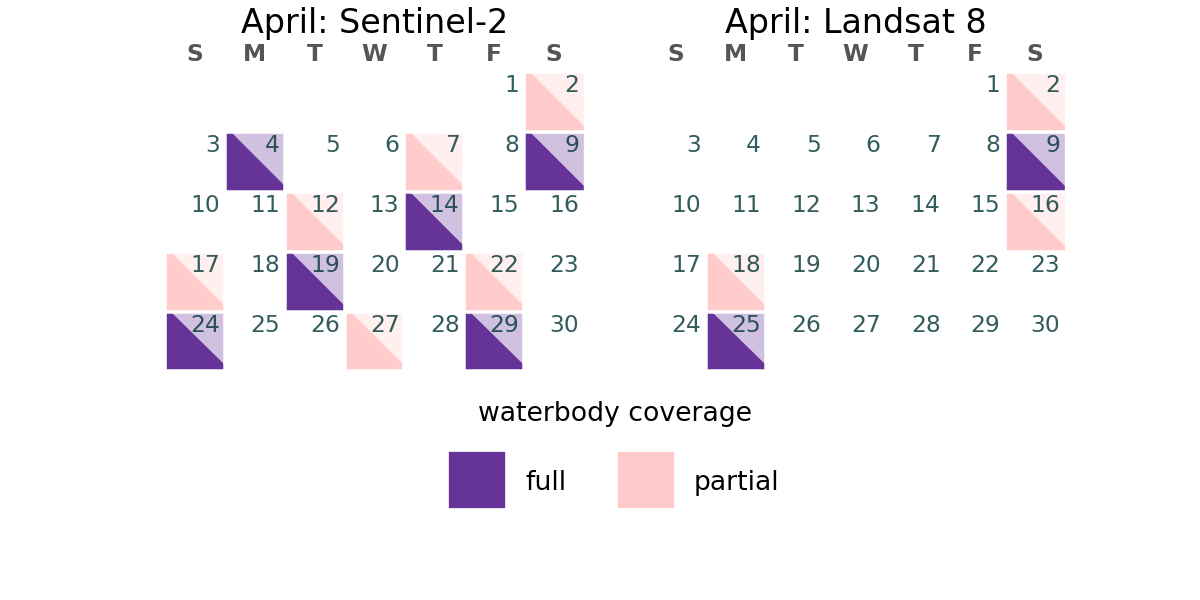 April: Sentinel-2
S M T W T F S
1 2
3 4 5 6 7 8 9
10 11 12 13 14 15 16
17 18 19 20 21 22 23
24 25 26 27 28 29 30
April: Landsat 8
S M T W T F S
1 2
3 4 5 6 7 8 9
10 11 12 13 14 15 16
17 18 19 20 21 22 23
24 25 26 27 28 29 30
waterbody coverage
full partial